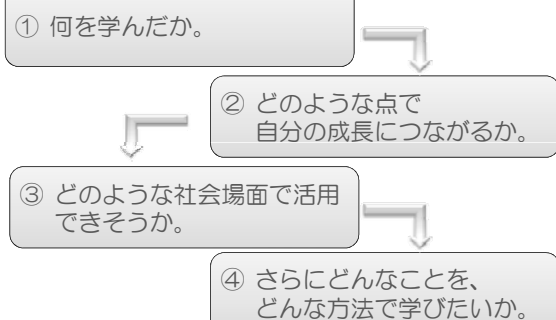 ① 何を学んだか。
② どのような点で
自分の成長につながるか。
③ どのような社会場面で活用
できそうか。
④ さらにどんなことを、
どんな方法で学びたいか。